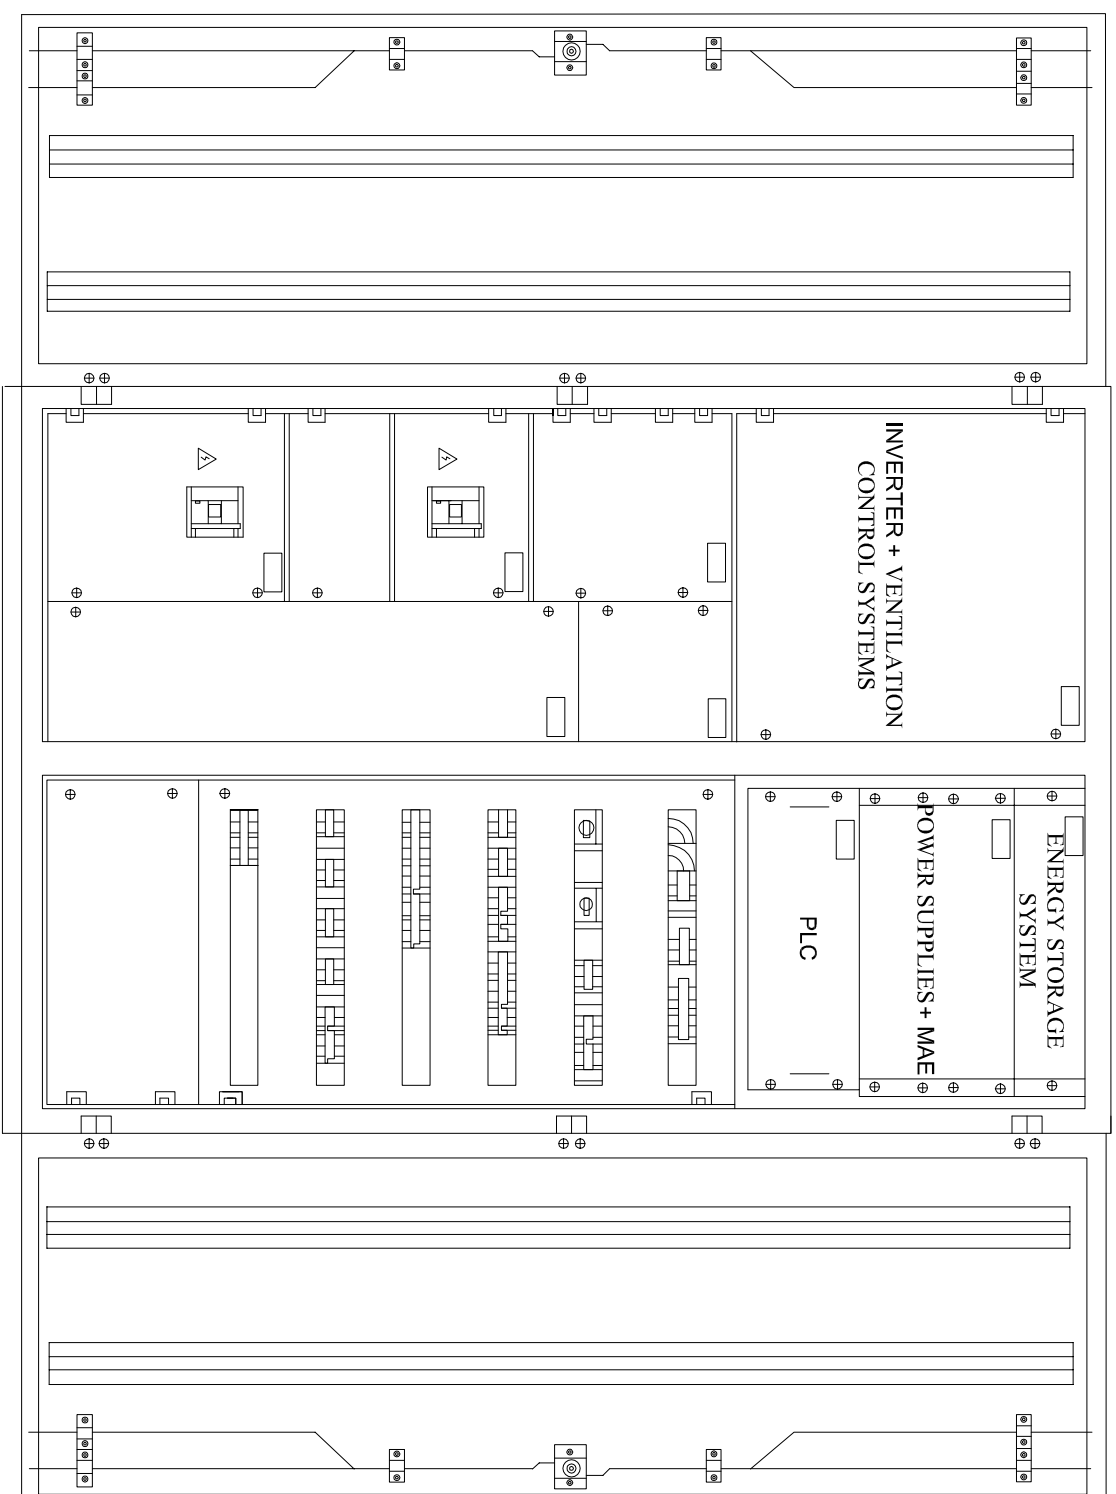 INVERTER + VENTILATION
CONTROL SYSTEMS
PLC
POWER SUPPLIES+ MAE
ENERGY STORAGE
SYSTEM